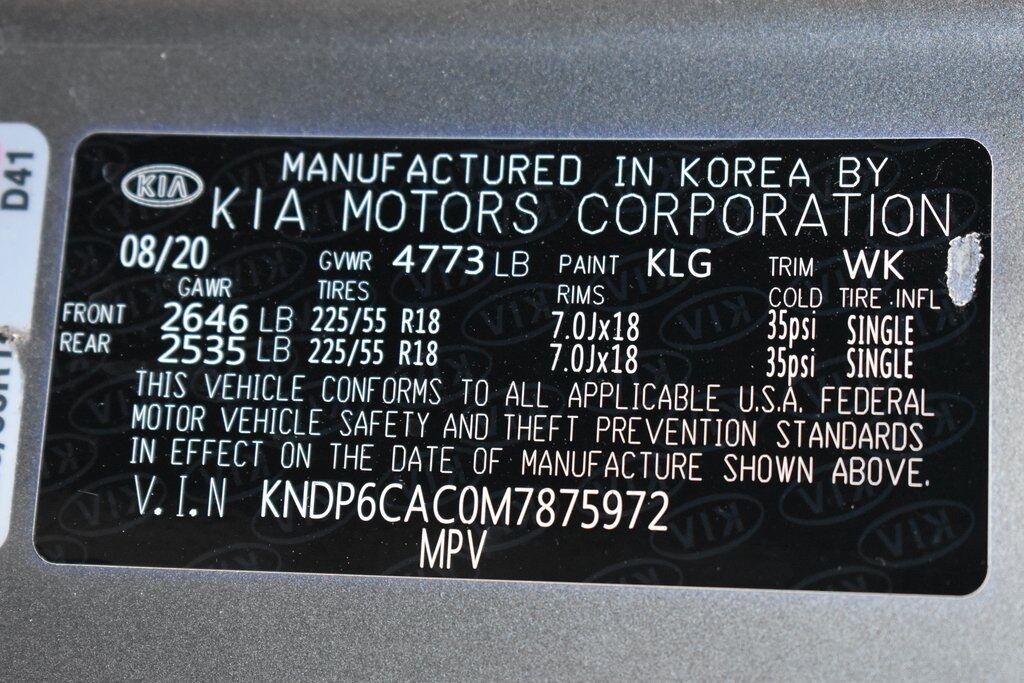 D41
KIA
MANUFACTURED IN KOREA BY
KIA MOTORS CORPORATION
08/20 GVWR 4773 LB PAINT KLG TRIM WK
GAWR TIRES RIMS COLD TIRE INFL
FRONT 2646 LB 225/55 R18 7.0Jx18 35psi SINGLE
REAR 2535 LB 225/55 R18 7.0Jx18 35psi SINGLE
THIS VEHICLE CONFORMS TO ALL APPLICABLE U.S.A. FEDERAL
MOTOR VEHICLE SAFETY AND THEFT PREVENTION STANDARDS
IN EFFECT ON THE DATE OF MANUFACTURE SHOWN ABOVE.
V.I.N KNDP6CAC0M7875972
MPV